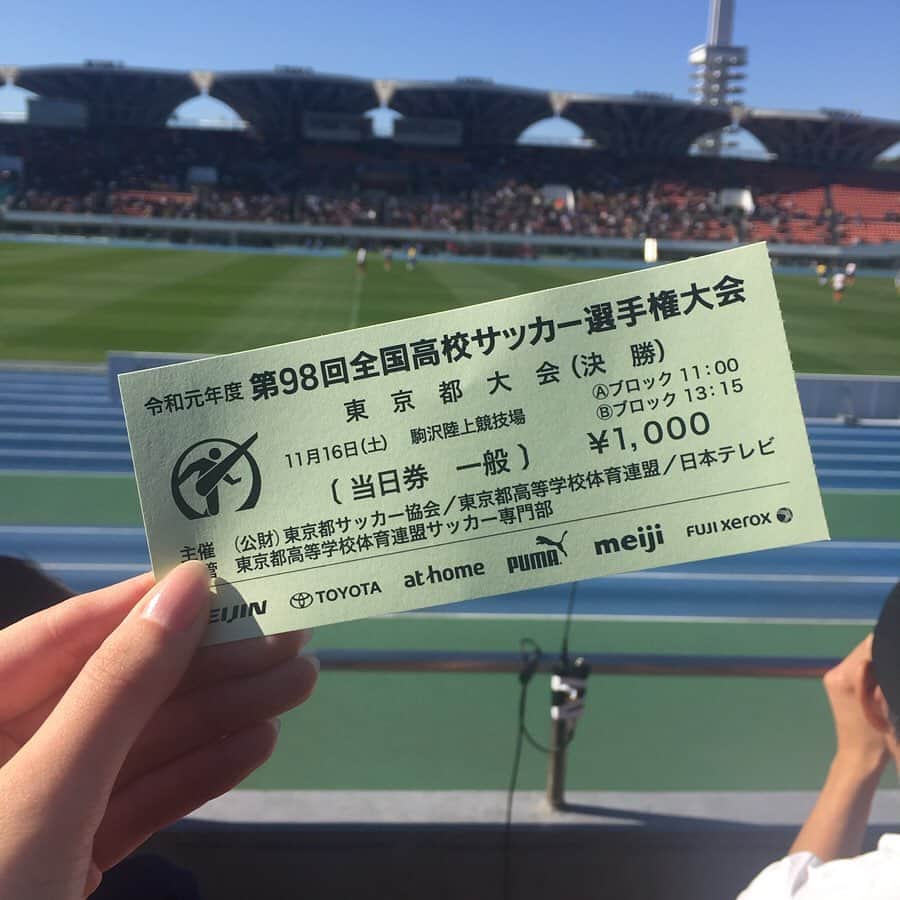 令和元年度 第98回全国高校サッカー選手権大会
東京都大会(決勝)
11月16日(土) 駒沢陸上競技場
Ⓐブロック 11:00
Ⓑブロック 13:15
〔当日券 一般〕 ¥1,000
主催 (公財)東京都サッカー協会/東京都高等学校体育連盟/日本テレビ
東京都高等学校体育連盟サッカー専門部
TOYOTA at home PUMA meiji FUJI xerox